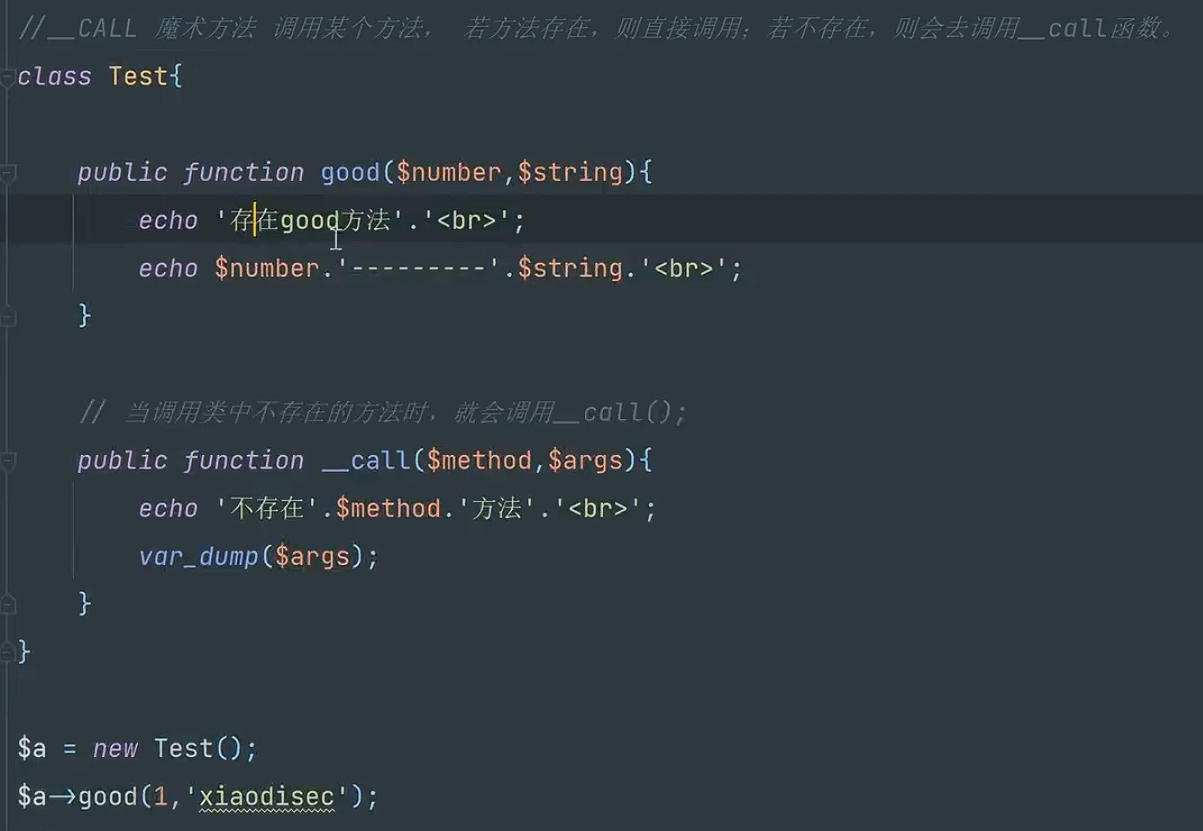 //__CALL 魔术方法 调用某个方法， 若方法存在，则直接调用；若不存在，则会去调用__call函数。
class Test{
public function good($number,$string){
echo '存在good方法'.'<br>';
echo $number.'---------'.$string.'<br>';
}
// 当调用类中不存在的方法时，就会调用__call();
public function __call($method,$args){
echo '不存在'.$method.'方法'.'<br>';
var_dump($args);
}
}
$a = new Test();
$a->good(1,'xiaodisec');